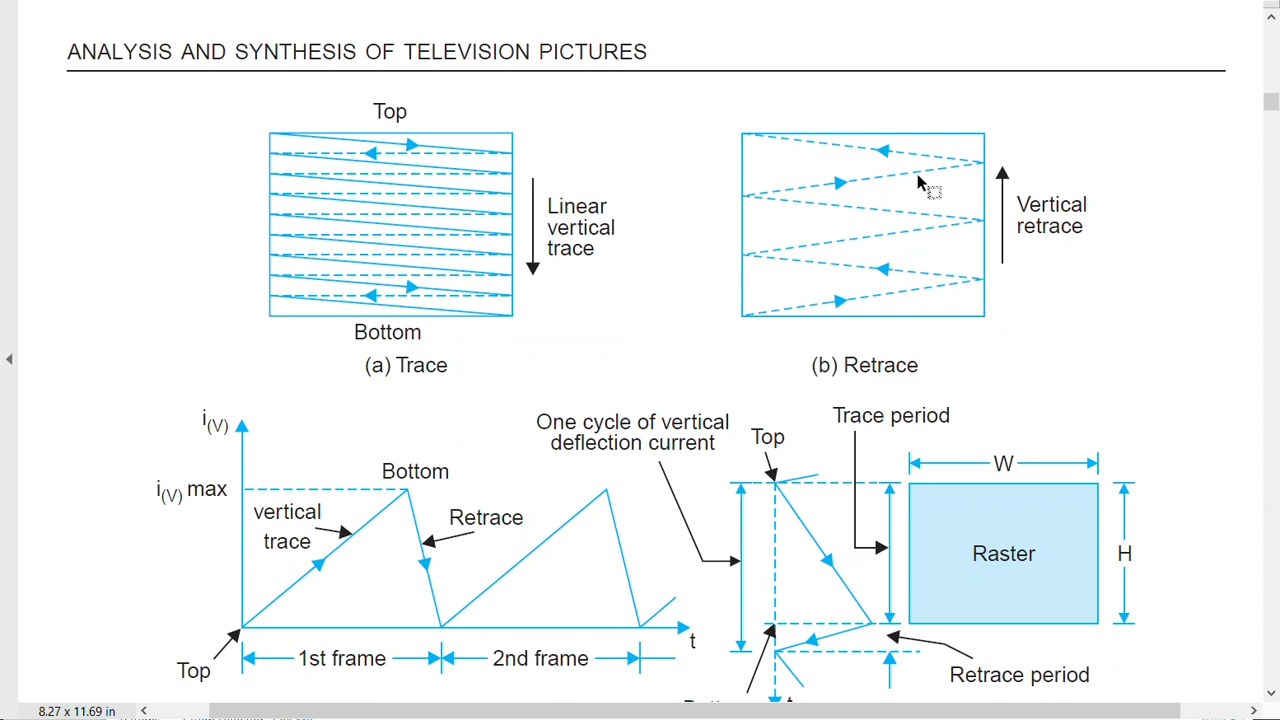 ANALYSIS AND SYNTHESIS OF TELEVISION PICTURES
Top
Linear
vertical
trace
Vertical
retrace
Bottom
(a) Trace
(b) Retrace
i(V)
i(V) max
Bottom
vertical
trace
Retrace
1st frame
2nd frame
t
Top
One cycle of vertical
deflection current
Top
Trace period
W
Raster
H
Retrace period
t
8.27 x 11.69 in